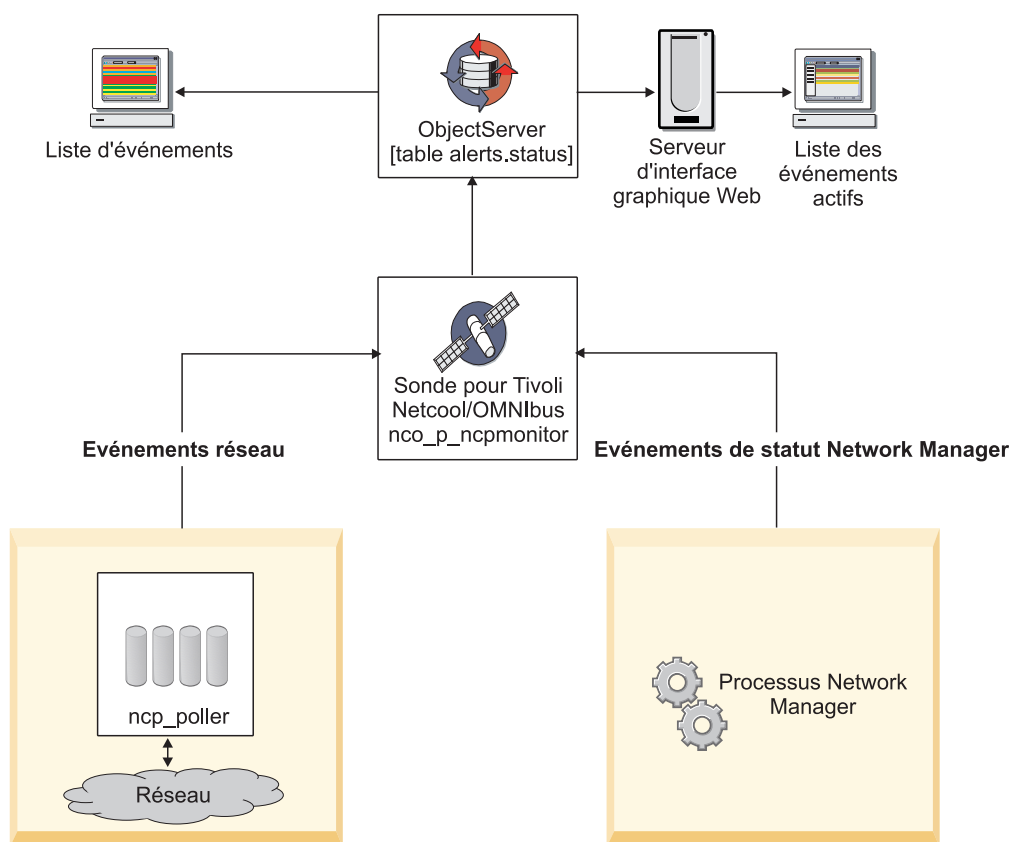 Liste d'événements
ObjectServer
[table alerts.status]
Serveur
d'interface
graphique Web
Liste des
événements
actifs
Sonde pour Tivoli
Netcool/OMNIbus
nco_p_ncpmonitor
Evénements réseau
Evénements de statut Network Manager
ncp_poller
Réseau
Processus Network
Manager